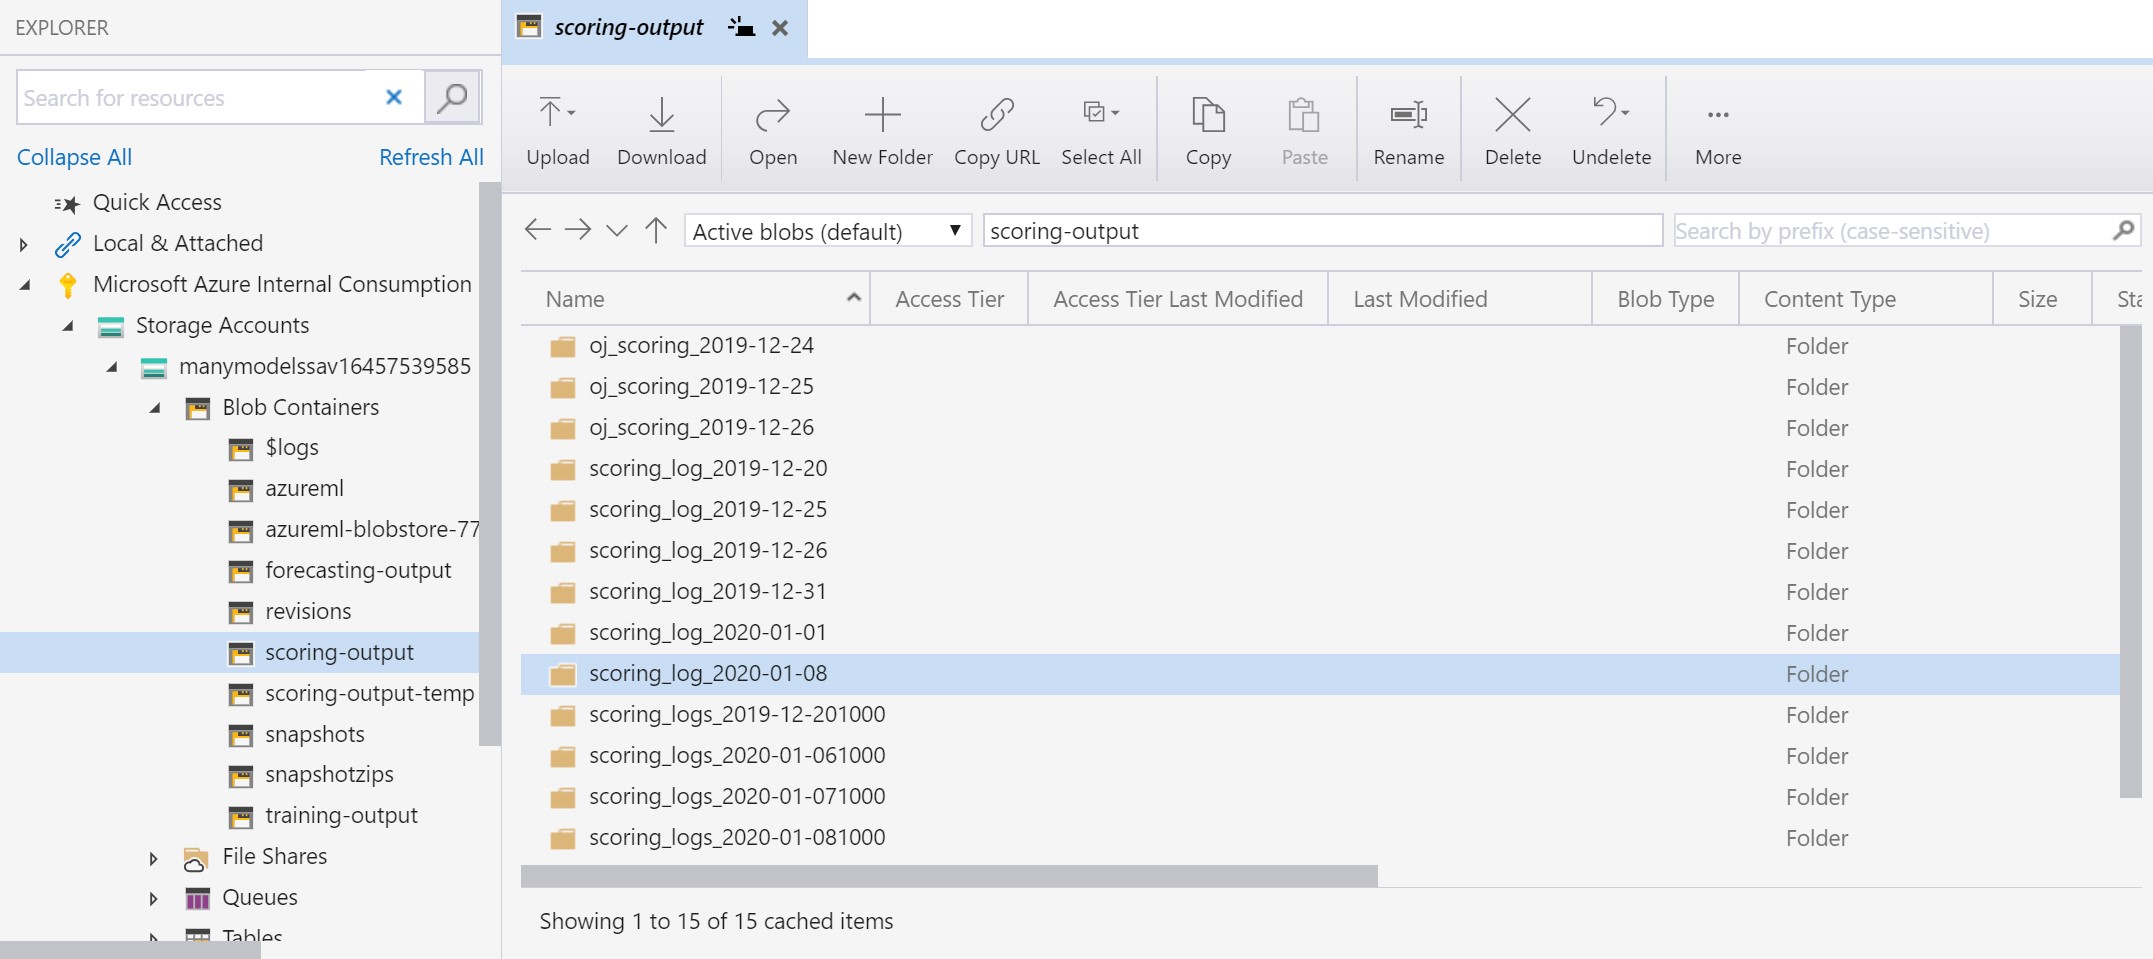 EXPLORER
Search for resources
Collapse All
Refresh All
Quick Access
Local & Attached
Microsoft Azure Internal Consumption
Storage Accounts
manymodelssav16457539585
Blob Containers
$logs
azureml
azureml-blobstore-77
forecasting-output
revisions
scoring-output
scoring-output-temp
snapshots
snapshotzips
training-output
File Shares
Queues
Tables
scoring-output
Upload
Download
Open
New Folder
Copy URL
Select All
Copy
Paste
Rename
Delete
Undelete
More
Active blobs (default)
scoring-output
Search by prefix (case-sensitive)
Name Access Tier Access Tier Last Modified Last Modified Blob Type Content Type Size Sta
oj_scoring_2019-12-24 Folder
oj_scoring_2019-12-25 Folder
oj_scoring_2019-12-26 Folder
scoring_log_2019-12-20 Folder
scoring_log_2019-12-25 Folder
scoring_log_2019-12-26 Folder
scoring_log_2019-12-31 Folder
scoring_log_2020-01-01 Folder
scoring_log_2020-01-08 Folder
scoring_logs_2019-12-201000 Folder
scoring_logs_2020-01-061000 Folder
scoring_logs_2020-01-071000 Folder
scoring_logs_2020-01-081000 Folder
Showing 1 to 15 of 15 cached items